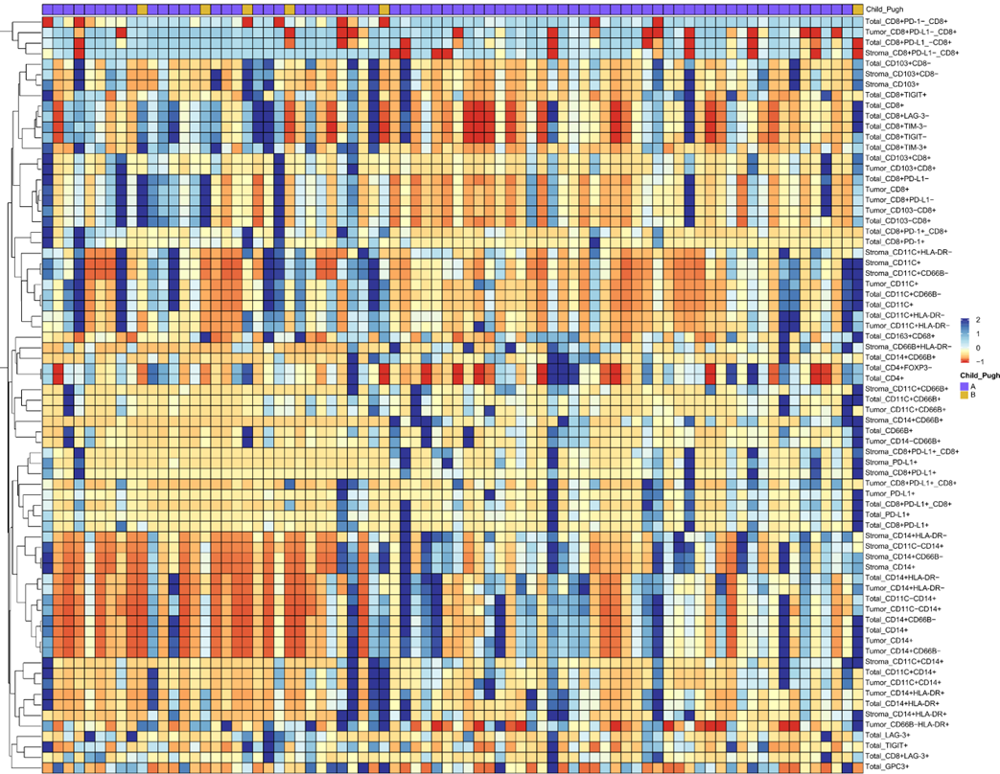 Child_Pugh
Total_CD8+PD-1−_CD8+
Tumor_CD8+PD-L1−_CD8+
Total_CD8+PD-L1_−CD8+
Stroma_CD8+PD-L1−_CD8+
Total_CD103+CD8−
Stroma_CD103+CD8−
Stroma_CD103+
Total_CD8+TIGIT+
Total_CD8+
Total_CD8+LAG-3−
Total_CD8+TIM-3−
Total_CD8+TIGIT−
Total_CD8+TIM-3+
Total_CD103+CD8+
Tumor_CD103+CD8+
Total_CD8+PD-L1−
Tumor_CD8+
Tumor_CD8+PD-L1−
Tumor_CD103-CD8+
Total_CD103−CD8+
Total_CD8+PD-1+_CD8+
Total_CD8+PD-1+
Stroma_CD11C+HLA-DR−
Stroma_CD11C+
Stroma_CD11C+CD66B−
Tumor_CD11C+
Total_CD11C+CD66B−
Total_CD11C+
Total_CD11C+HLA-DR−
Tumor_CD11C+HLA-DR−
Total_CD163+CD68+
Stroma_CD66B+HLA-DR−
Total_CD14+CD66B+
Total_CD4+FOXP3−
Total_CD4+
Stroma_CD11C+CD66B+
Total_CD11C+CD66B+
Tumor_CD11C+CD66B+
Stroma_CD14+CD66B+
Total_CD66B+
Tumor_CD14−CD66B+
Stroma_CD8+PD-L1+_CD8+
Stroma_PD-L1+
Stroma_CD8+PD-L1+
Tumor_CD8+PD-L1+_CD8+
Tumor_PD-L1+
Total_CD8+PD-L1+_CD8+
Total_PD-L1+
Total_CD8+PD-L1+
Stroma_CD14+HLA-DR−
Stroma_CD11C−CD14+
Stroma_CD14+CD66B−
Stroma_CD14+
Total_CD14+HLA-DR−
Tumor_CD14+HLA-DR−
Total_CD11C−CD14+
Tumor_CD11C−CD14+
Total_CD14+CD66B−
Total_CD14+
Tumor_CD14+
Tumor_CD14+CD66B−
Stroma_CD11C+CD14+
Total_CD11C+CD14+
Tumor_CD11C+CD14+
Tumor_CD14+HLA-DR+
Total_CD14+HLA-DR+
Stroma_CD14+HLA-DR+
Tumor_CD66B−HLA-DR+
Total_LAG-3+
Total_TIGIT+
Total_CD8+LAG-3+
Total_GPC3+
2
1
0
−1
Child_Pugh
A
B